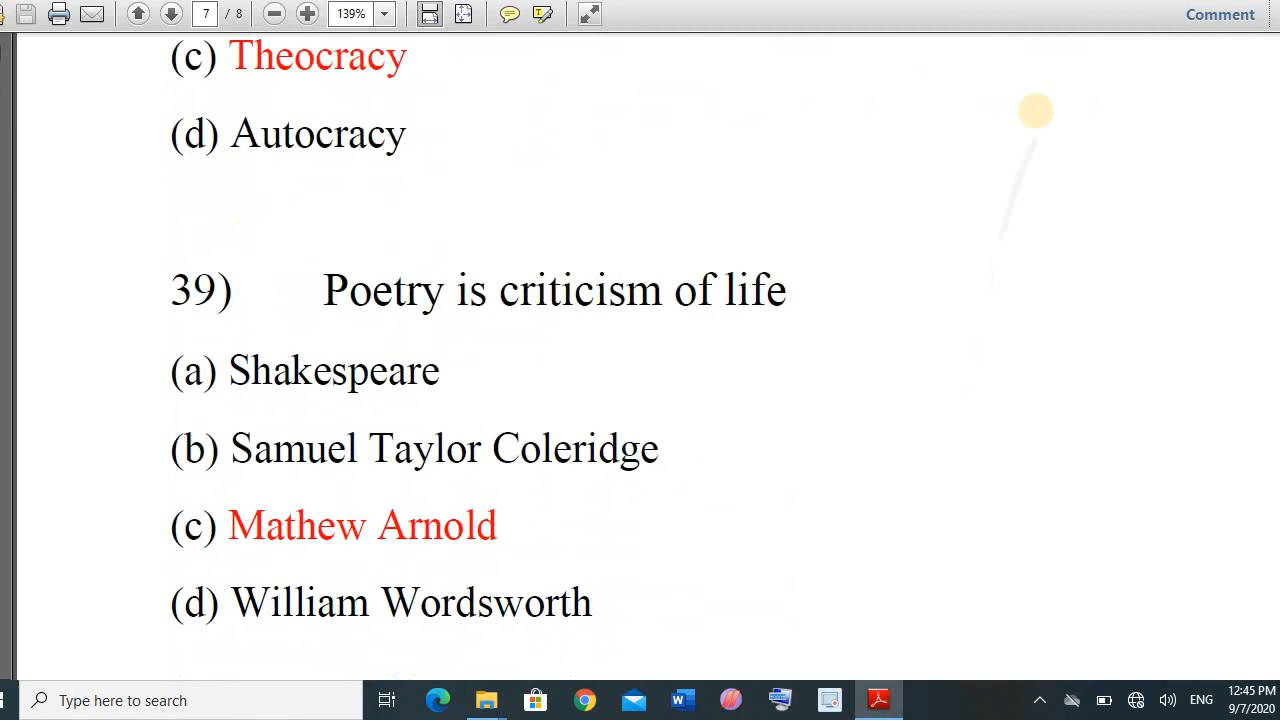 7 / 8
139%
Comment
(c) Theocracy
(d) Autocracy
39) Poetry is criticism of life
(a) Shakespeare
(b) Samuel Taylor Coleridge
(c) Mathew Arnold
(d) William Wordsworth
Type here to search
ENG
12:45 PM
9/7/2020